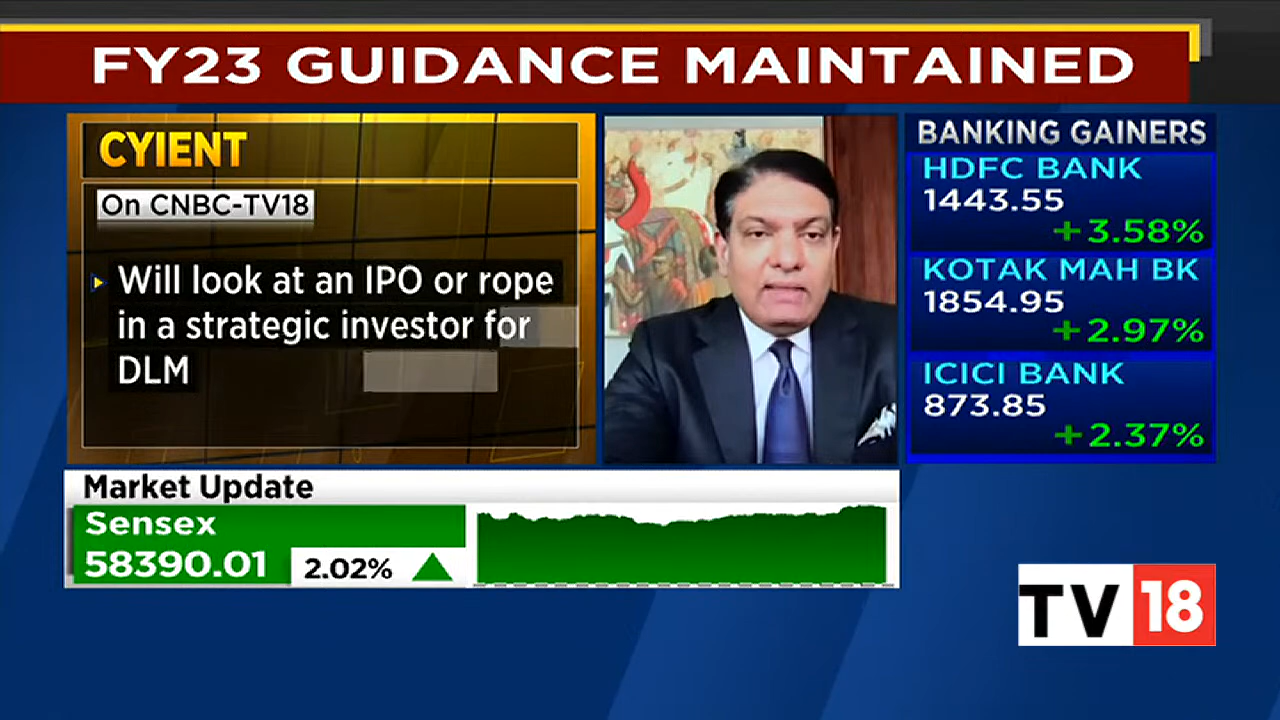 FY23 GUIDANCE MAINTAINED
CYIENT
On CNBC-TV18
Will look at an IPO or rope
in a strategic investor for
DLM
BANKING GAINERS
HDFC BANK
1443.55
+3.58%
KOTAK MAH BK
1854.95
+2.97%
ICICI BANK
873.85
+2.37%
Market Update
Sensex
58390.01 2.02%
TV18